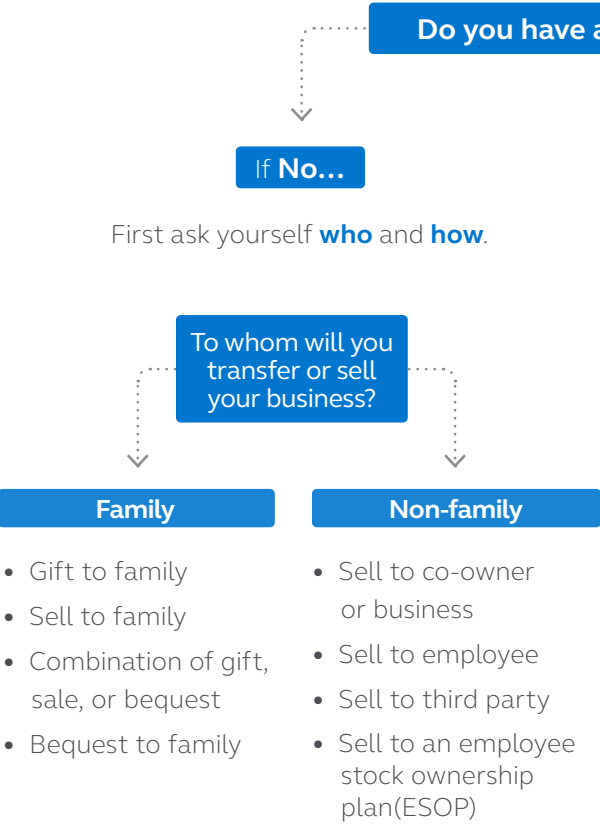 Do you have a
If No...
First ask yourself who and how.
To whom will you
transfer or sell
your business?
Family
• Gift to family
• Sell to family
• Combination of gift,
sale, or bequest
• Bequest to family
Non-family
• Sell to co-owner
or business
• Sell to employee
• Sell to third party
• Sell to an employee
stock ownership
plan(ESOP)